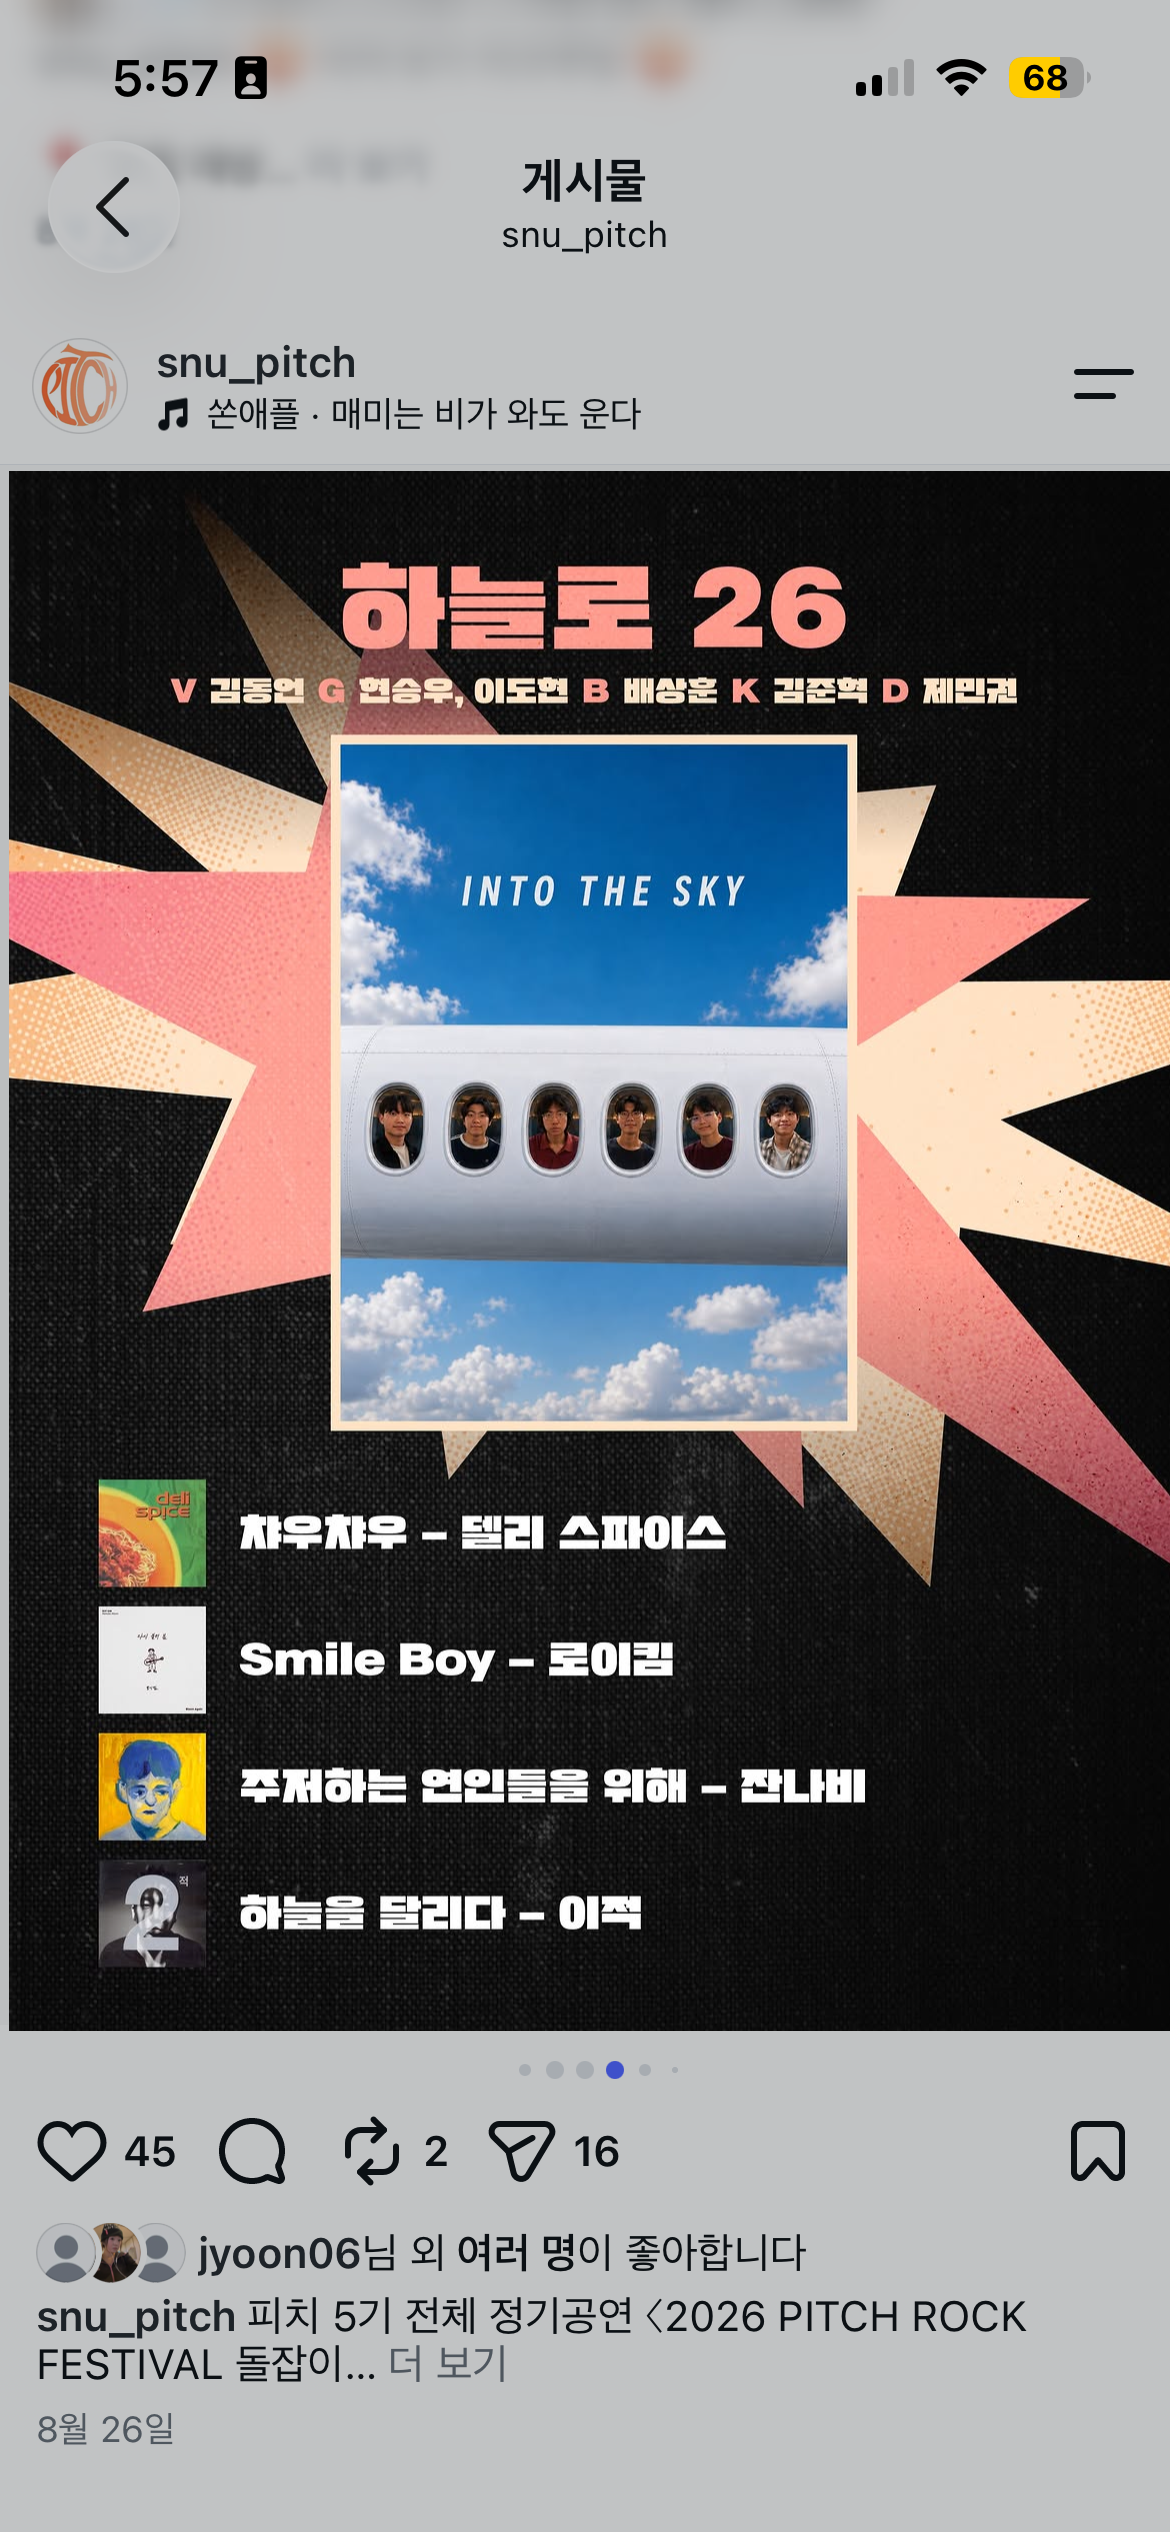 5:57
68
게시물
snu_pitch
snu_pitch
쏜애플 · 매미는 비가 와도 운다
하늘로 26
V 김동언 G 현승우, 이도현 B 배상훈 K 김준혁 D 제민권
INTO THE SKY
deli
spice
챠우챠우 – 델리 스파이스
Smile Boy – 로이킴
주저하는 연인들을 위해 – 잔나비
2
적
하늘을 달리다 – 이적
45
2
16
jyoon06님 외 여러 명이 좋아합니다
snu_pitch 피치 5기 전체 정기공연 <2026 PITCH ROCK
FESTIVAL 돌잡이... 더 보기
8월 26일